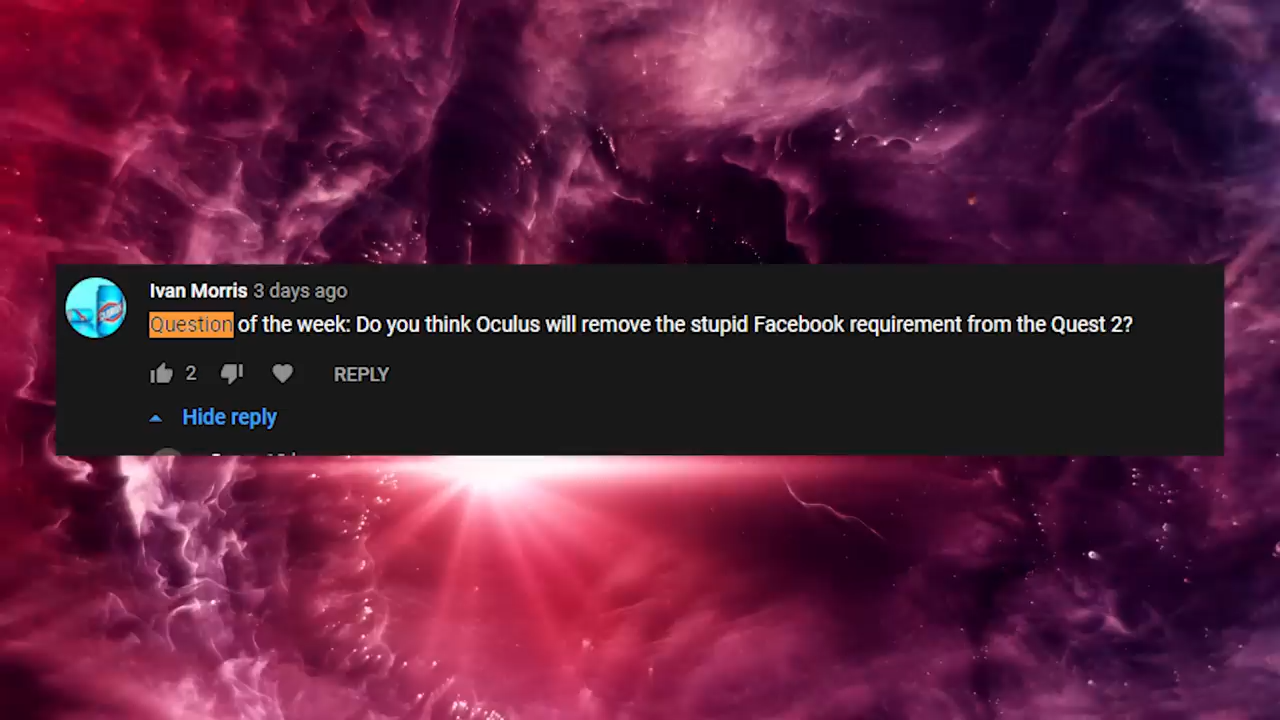 Ivan Morris 3 days ago
Question of the week: Do you think Oculus will remove the stupid Facebook requirement from the Quest 2?
2 REPLY
Hide reply